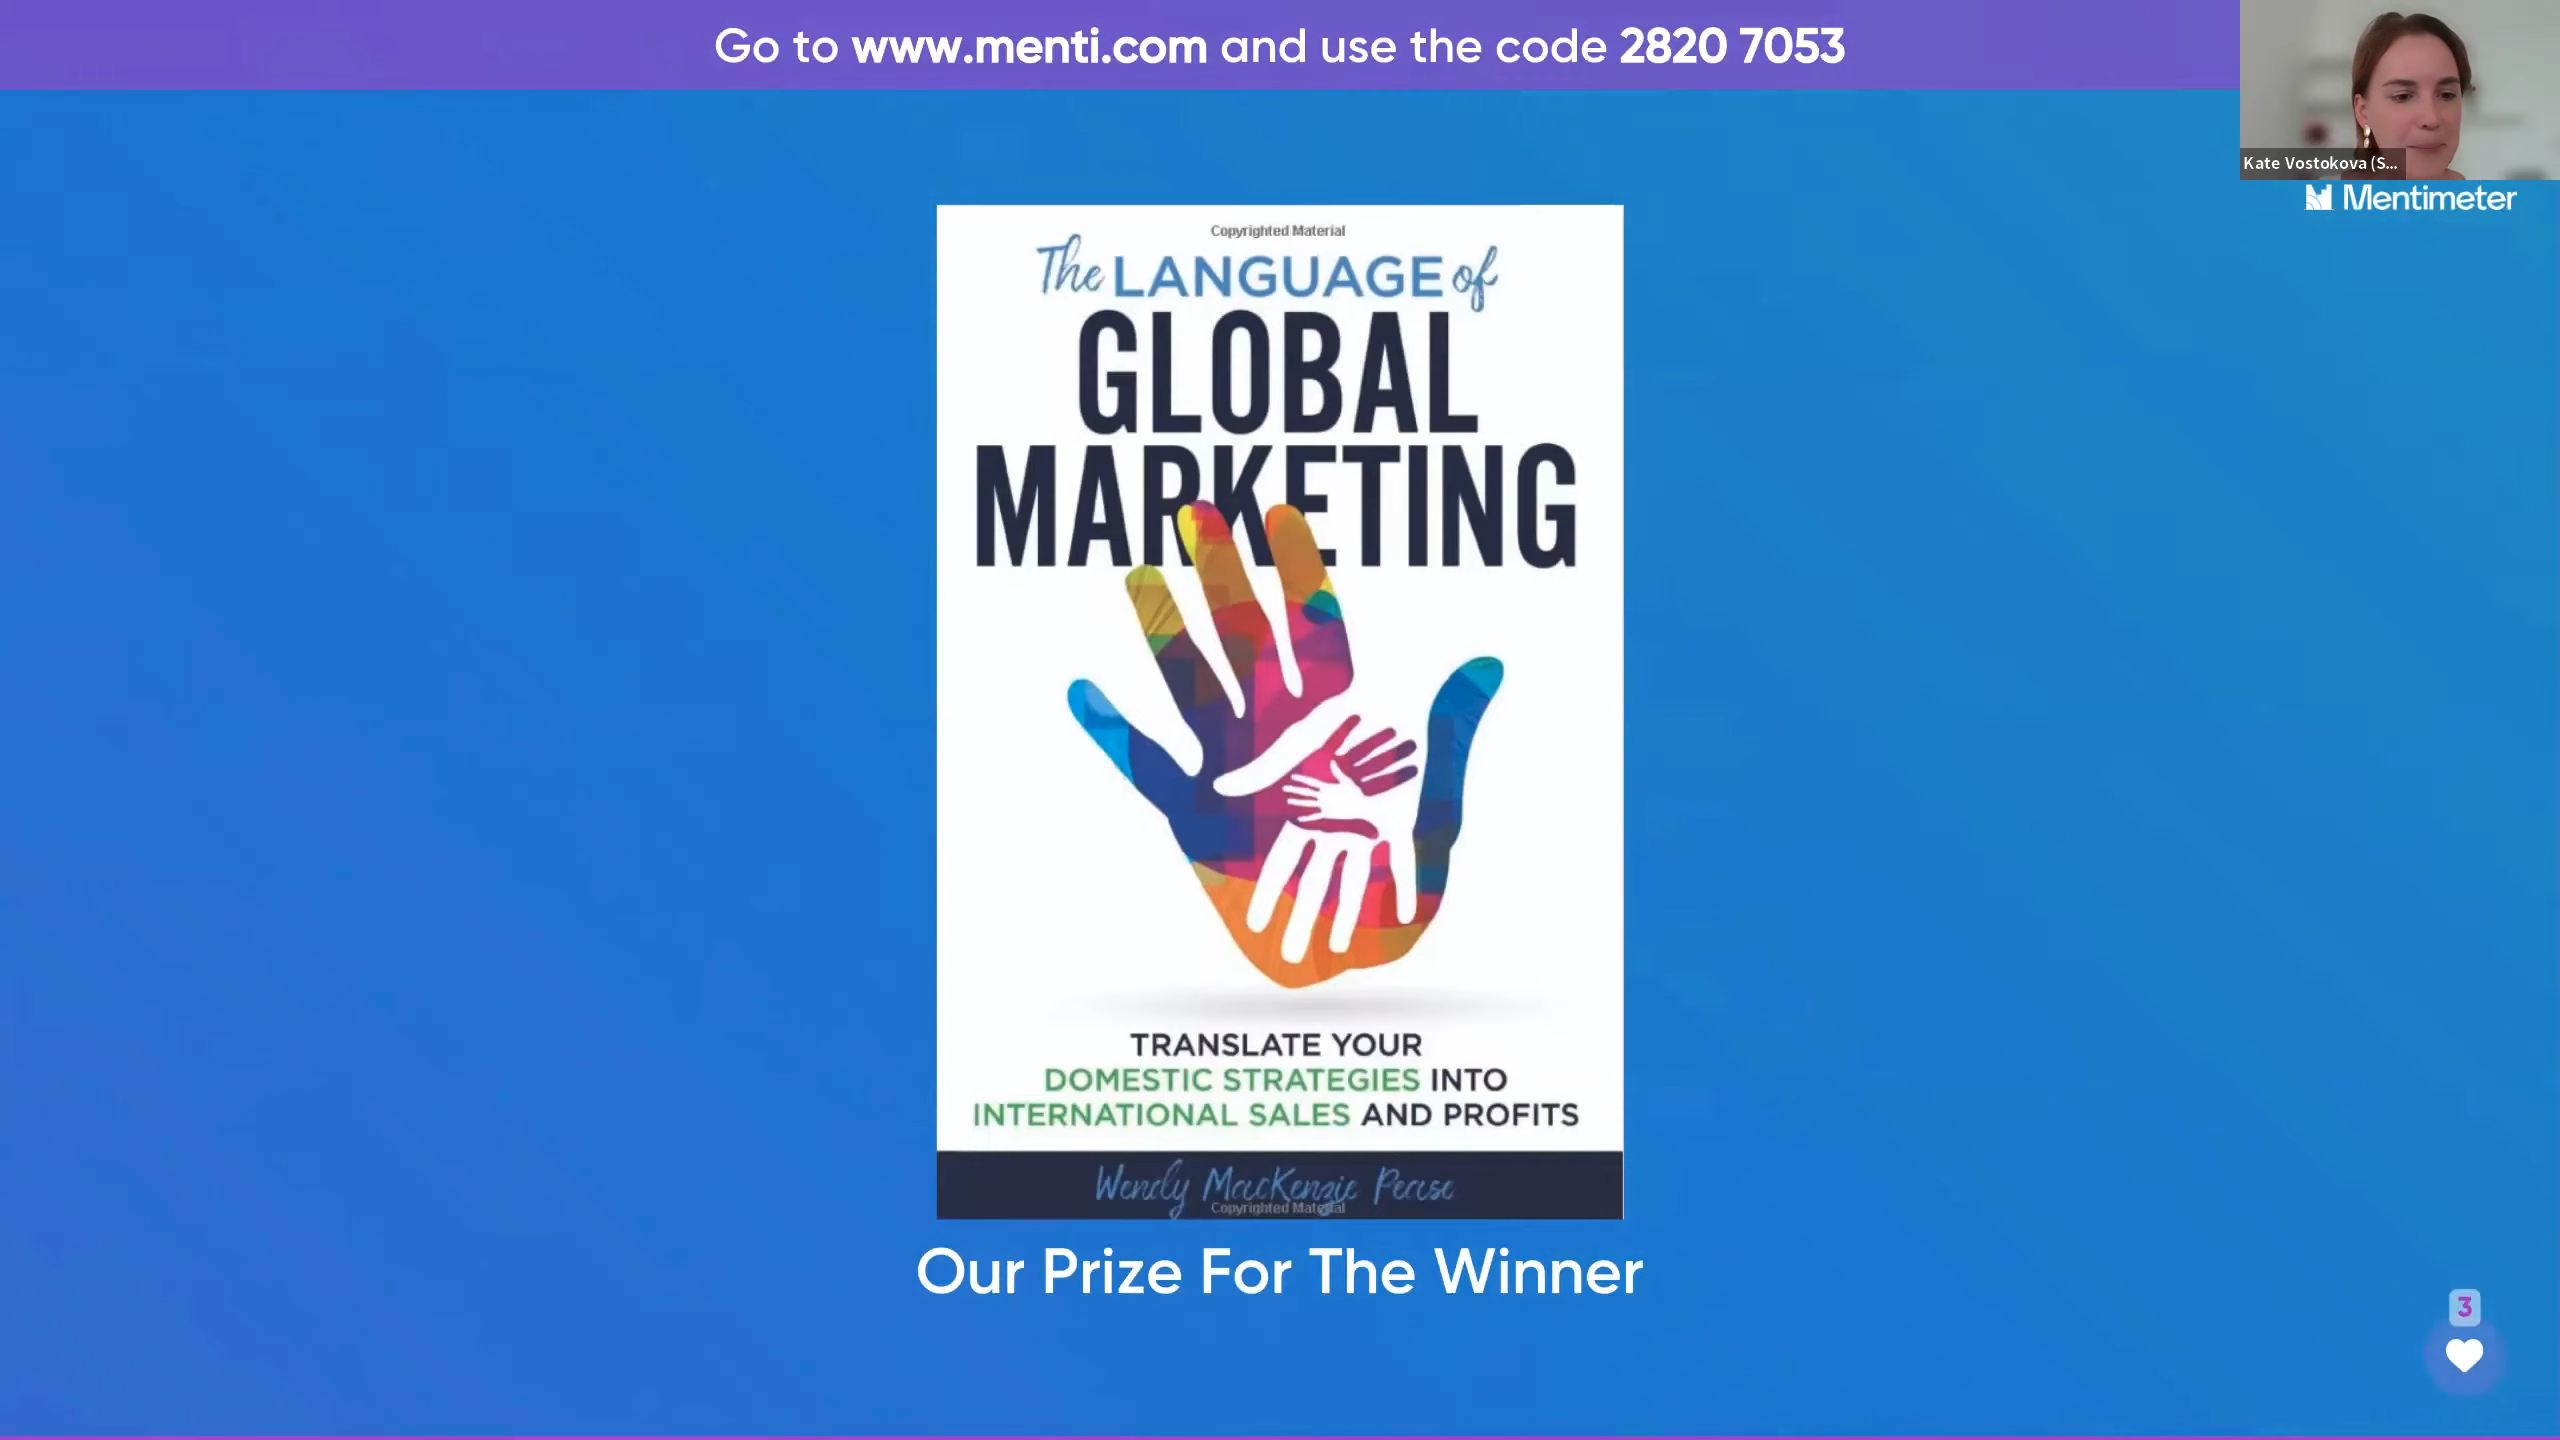 Go to www.menti.com and use the code 2820 7053
Kate Vostokova (S...
Mentimeter
Copyrighted Material
The LANGUAGE of
GLOBAL
MARKETING
TRANSLATE YOUR
DOMESTIC STRATEGIES INTO
INTERNATIONAL SALES AND PROFITS
Wendy MacKenzie Pease
Copyrighted Material
Our Prize For The Winner
3